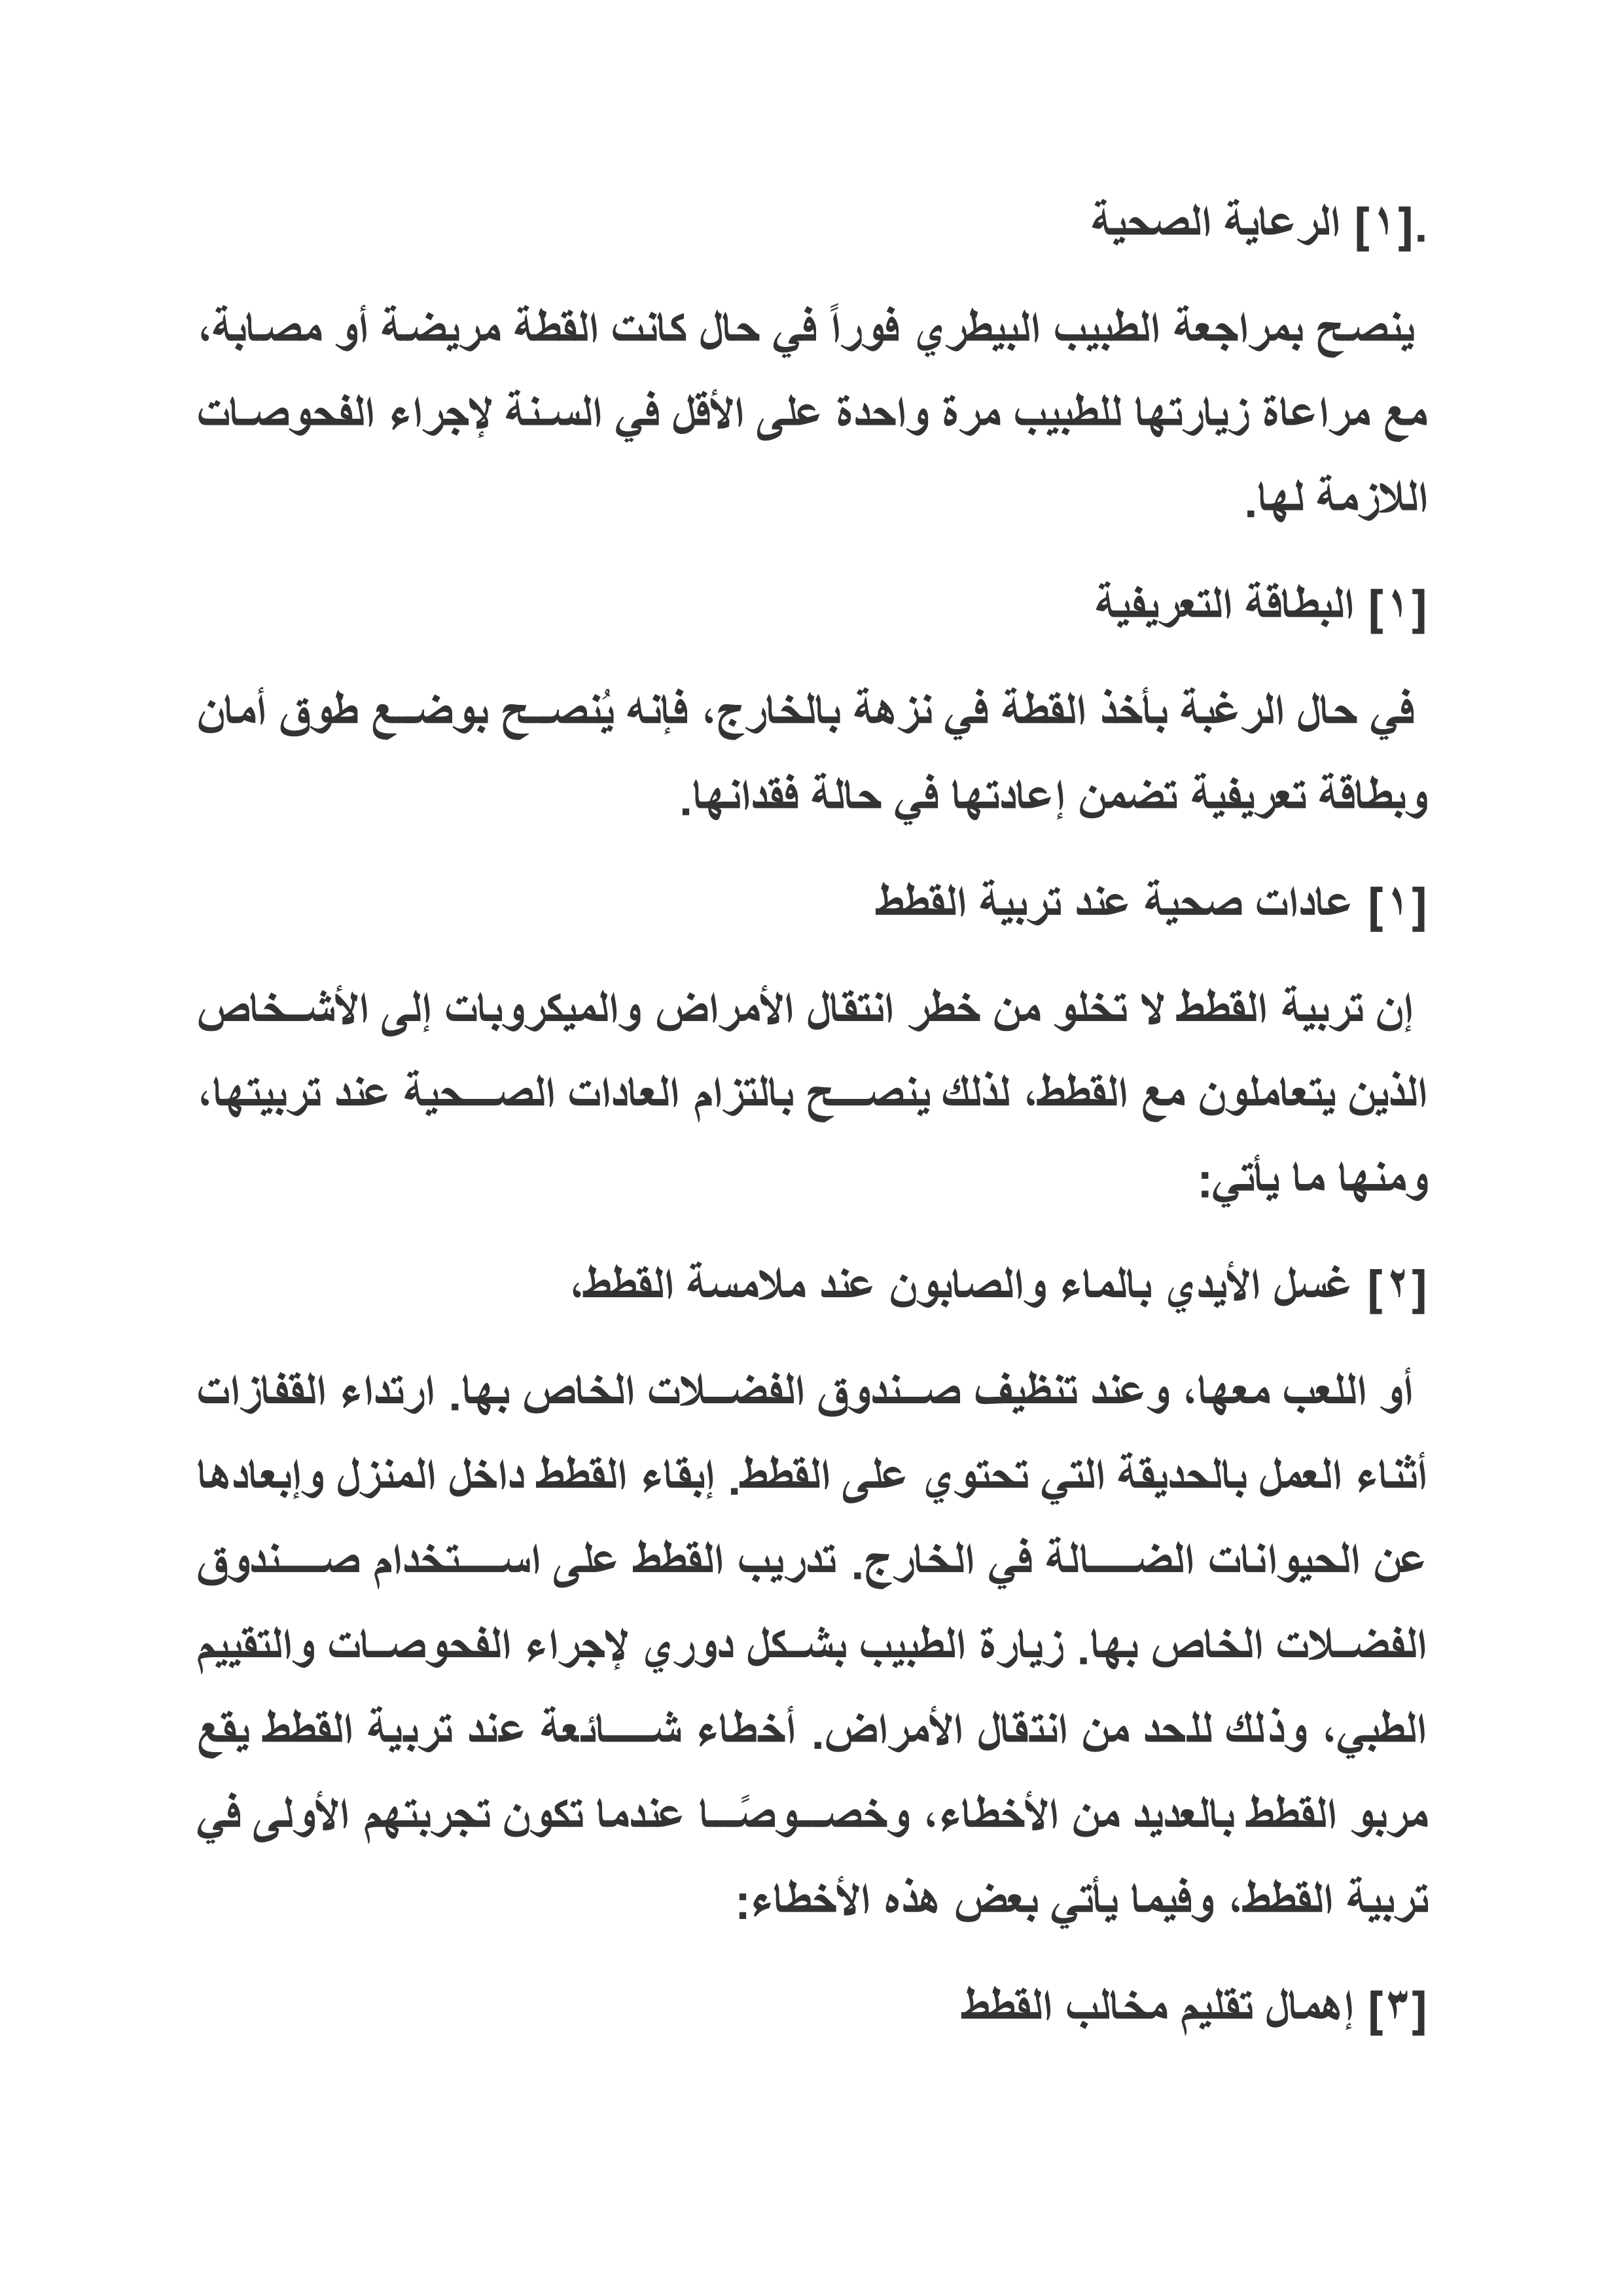 .[١] الرعاية الصحية
ينصح بمراجعة الطبيب البيطري فوراً في حال كانت القطة مريضة أو مصابة،
مع مراعاة زيارتها للطبيب مرة واحدة على الأقل في السنة لإجراء الفحوصات
اللازمة لها.
[١] البطاقة التعريفية
في حال الرغبة بأخذ القطة في نزهة بالخارج، فإنه يُنصح بوضع طوق أمان
وبطاقة تعريفية تضمن إعادتها في حالة فقدانها.
[١] عادات صحية عند تربية القطط
إن تربية القطط لا تخلو من خطر انتقال الأمراض والميكروبات إلى الأشخاص
الذين يتعاملون مع القطط، لذلك ينصح بالتزام العادات الصحية عند تربيتها،
ومنها ما يأتي:
[٢] غسل الأيدي بالماء والصابون عند ملامسة القطط،
أو اللعب معها، وعند تنظيف صندوق الفضلات الخاص بها. ارتداء القفازات
أثناء العمل بالحديقة التي تحتوي على القطط. إبقاء القطط داخل المنزل وإبعادها
عن الحيوانات الضالة في الخارج. تدريب القطط على استخدام صندوق
الفضلات الخاص بها. زيارة الطبيب بشكل دوري لإجراء الفحوصات والتقييم
الطبي، وذلك للحد من انتقال الأمراض. أخطاء شائعة عند تربية القطط يقع
مربو القطط بالعديد من الأخطاء، وخصوصًا عندما تكون تجربتهم الأولى في
تربية القطط، وفيما يأتي بعض هذه الأخطاء:
[٣] إهمال تقليم مخالب القطط